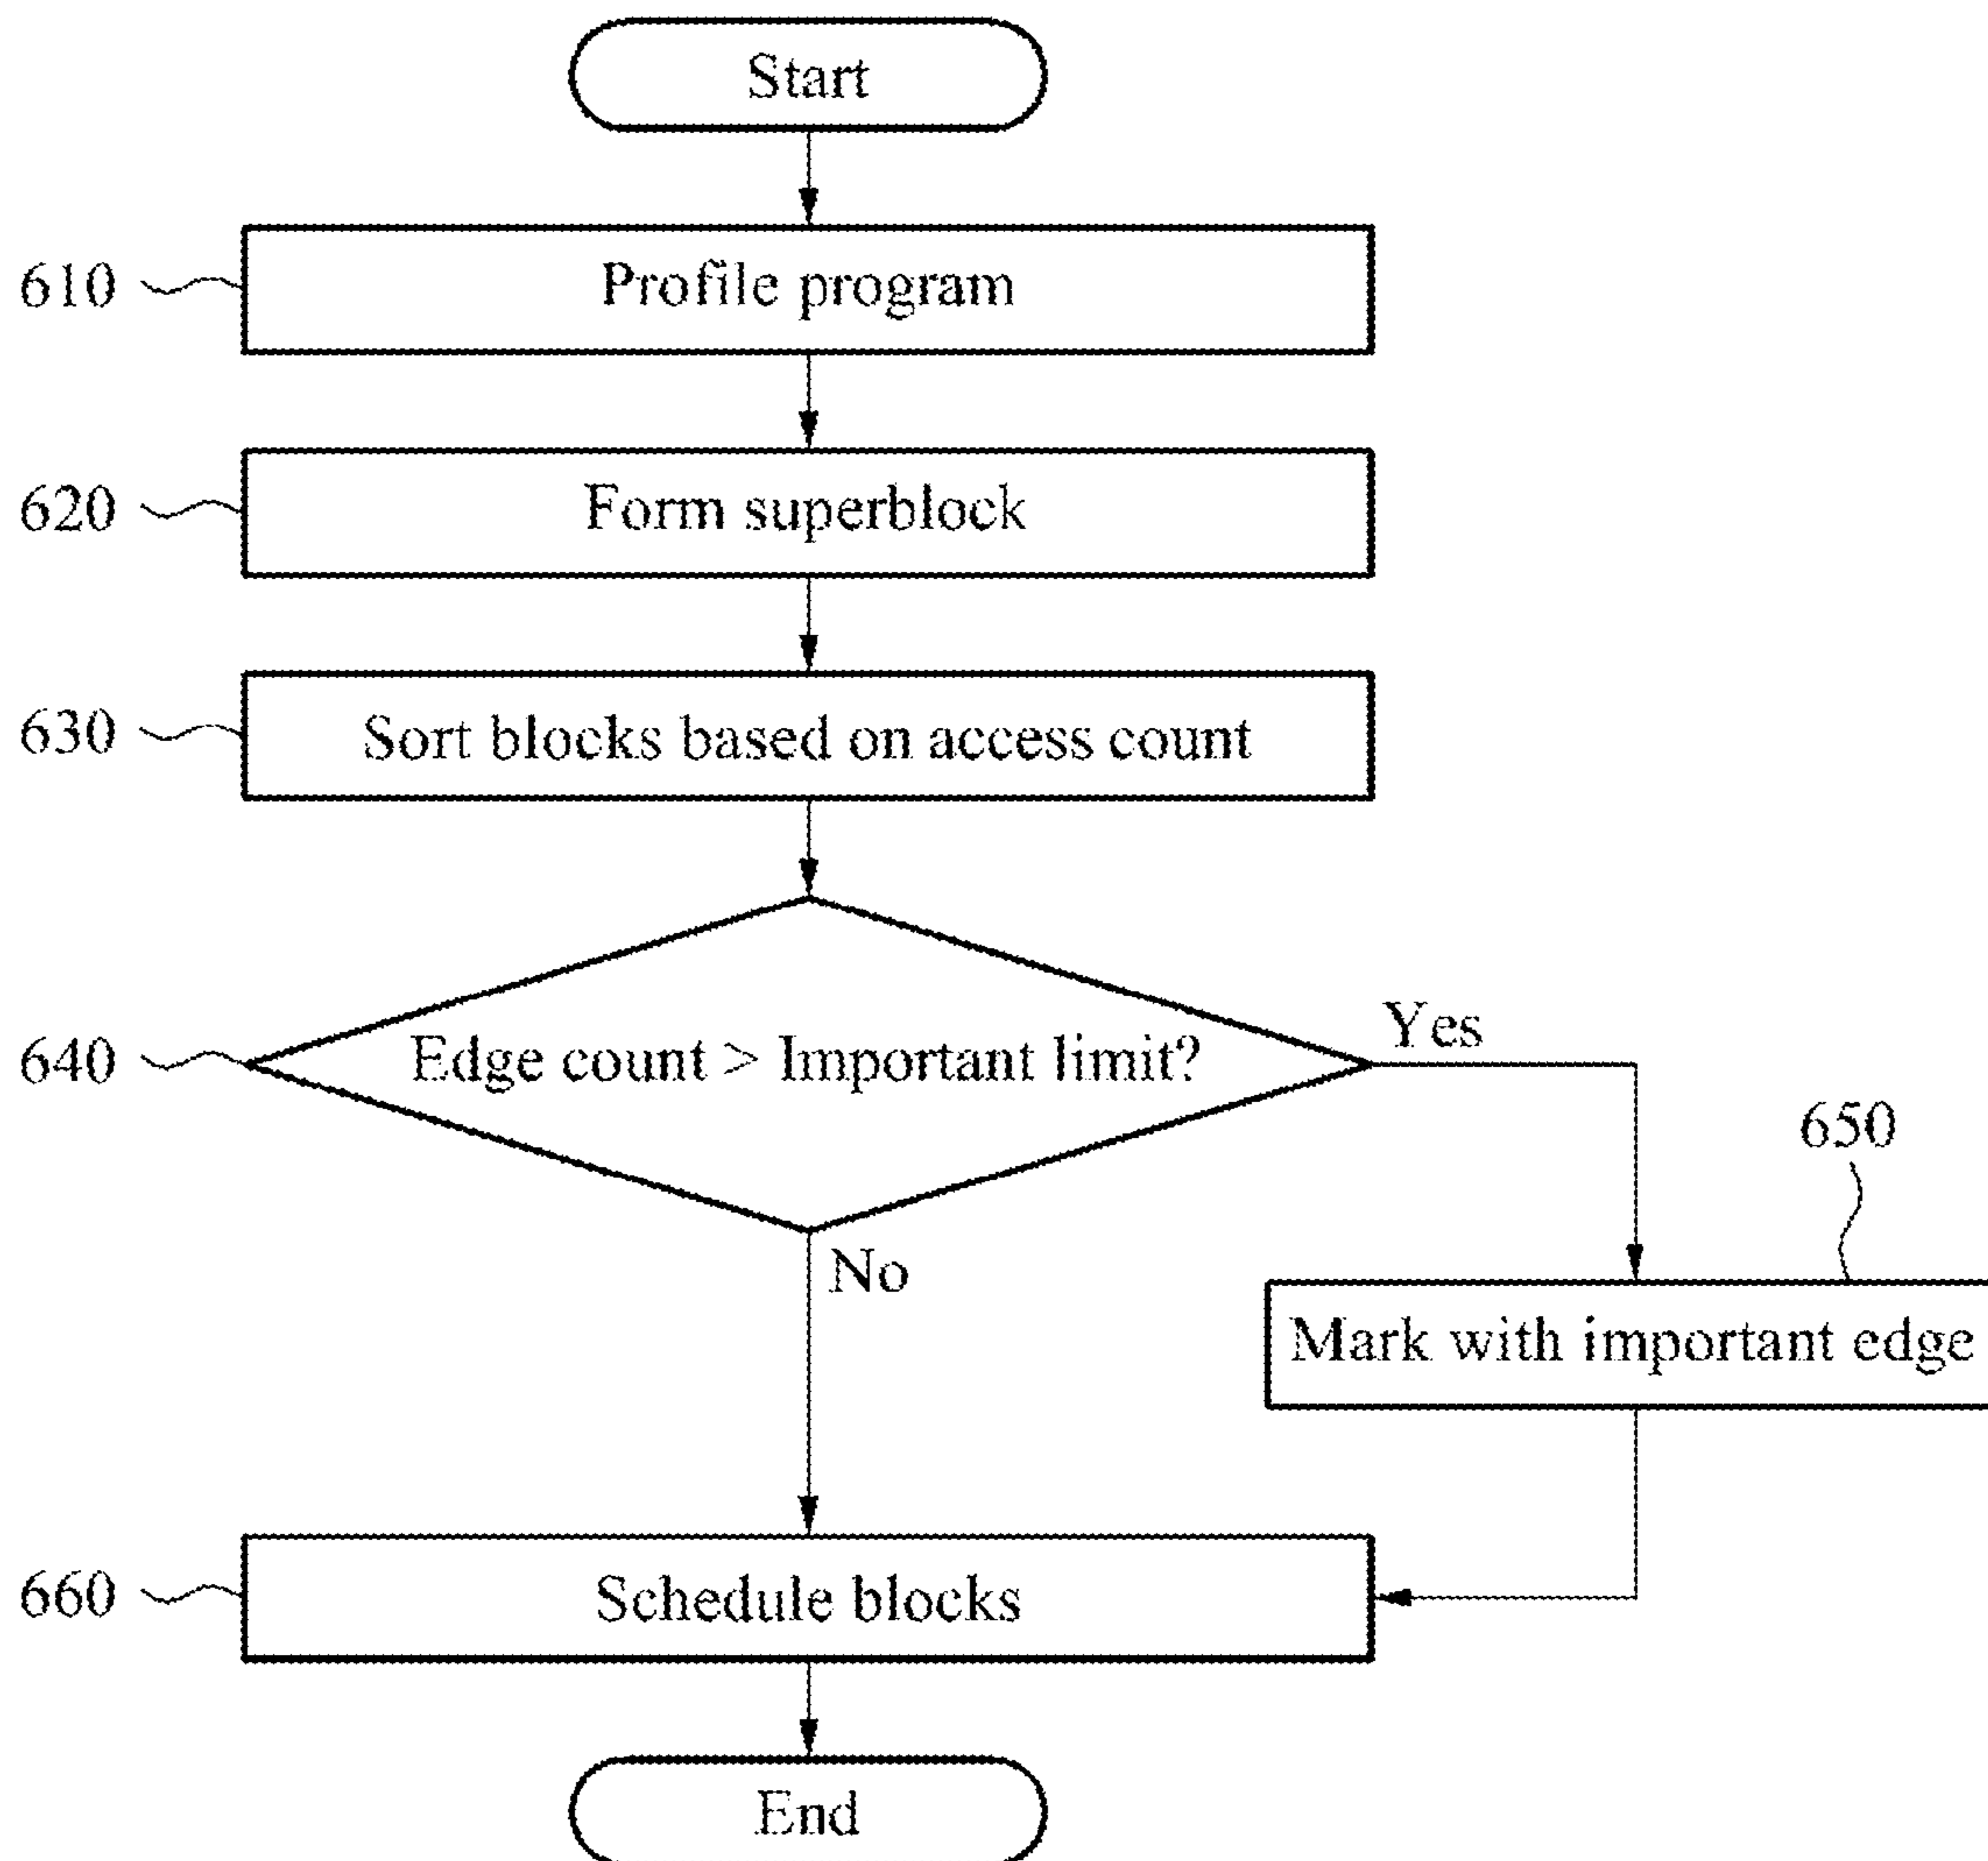 Start
610
Profile program
620
Form superblock
630
Sort blocks based on access count
640
Edge count > Important limit?
Yes
No
650
Mark with important edge
660
Schedule blocks
End